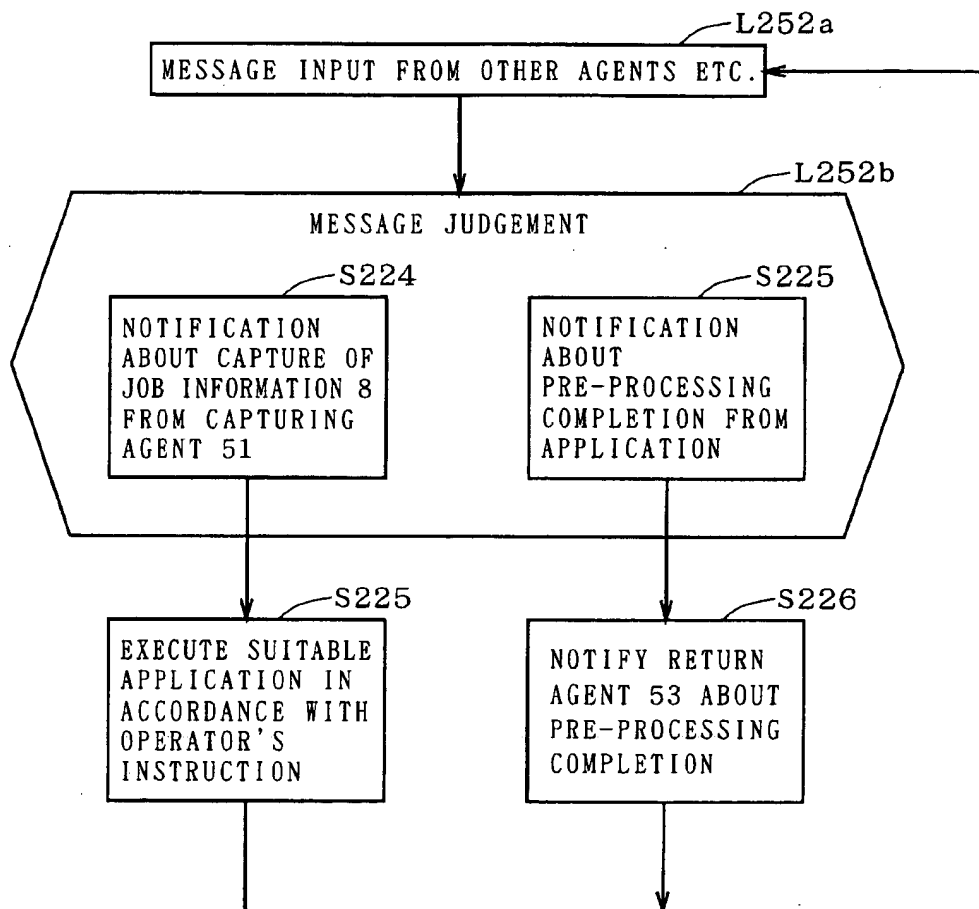 L252a
MESSAGE INPUT FROM OTHER AGENTS ETC.
L252b
MESSAGE JUDGEMENT
S224
NOTIFICATION
ABOUT CAPTURE OF
JOB INFORMATION 8
FROM CAPTURING
AGENT 51
S225
NOTIFICATION
ABOUT
PRE-PROCESSING
COMPLETION FROM
APPLICATION
S225
EXECUTE SUITABLE
APPLICATION IN
ACCORDANCE WITH
OPERATOR'S
INSTRUCTION
S226
NOTIFY RETURN
AGENT 53 ABOUT
PRE-PROCESSING
COMPLETION